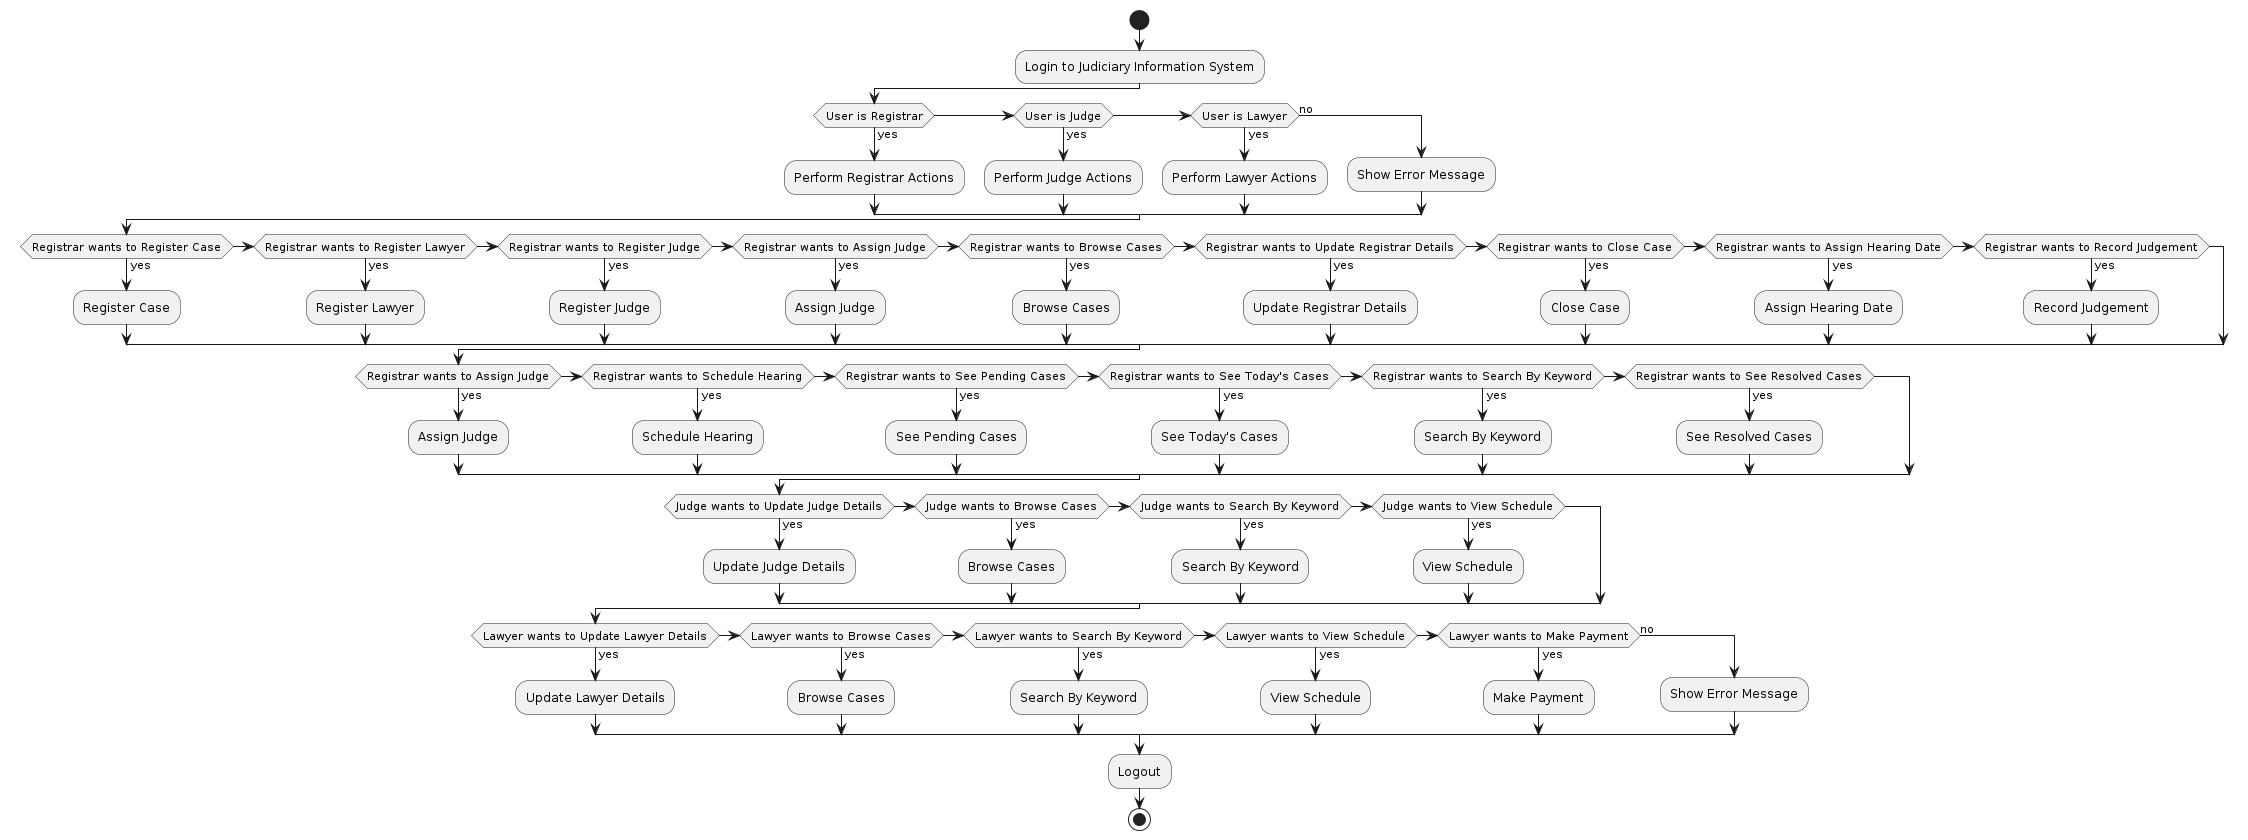 Login to Judiciary Information System
User is Registrar
User is Judge
User is Lawyer
no
yes
yes
yes
Perform Registrar Actions
Perform Judge Actions
Perform Lawyer Actions
Show Error Message
Registrar wants to Register Case
Registrar wants to Register Lawyer
Registrar wants to Register Judge
Registrar wants to Assign Judge
Registrar wants to Browse Cases
Registrar wants to Update Registrar Details
Registrar wants to Close Case
Registrar wants to Assign Hearing Date
Registrar wants to Record Judgement
yes
yes
yes
yes
yes
yes
yes
yes
yes
Register Case
Register Lawyer
Register Judge
Assign Judge
Browse Cases
Update Registrar Details
Close Case
Assign Hearing Date
Record Judgement
Registrar wants to Assign Judge
Registrar wants to Schedule Hearing
Registrar wants to See Pending Cases
Registrar wants to See Today's Cases
Registrar wants to Search By Keyword
Registrar wants to See Resolved Cases
yes
yes
yes
yes
yes
yes
Assign Judge
Schedule Hearing
See Pending Cases
See Today's Cases
Search By Keyword
See Resolved Cases
Judge wants to Update Judge Details
Judge wants to Browse Cases
Judge wants to Search By Keyword
Judge wants to View Schedule
yes
yes
yes
yes
Update Judge Details
Browse Cases
Search By Keyword
View Schedule
Lawyer wants to Update Lawyer Details
Lawyer wants to Browse Cases
Lawyer wants to Search By Keyword
Lawyer wants to View Schedule
Lawyer wants to Make Payment
no
yes
yes
yes
yes
yes
Update Lawyer Details
Browse Cases
Search By Keyword
View Schedule
Make Payment
Show Error Message
Logout